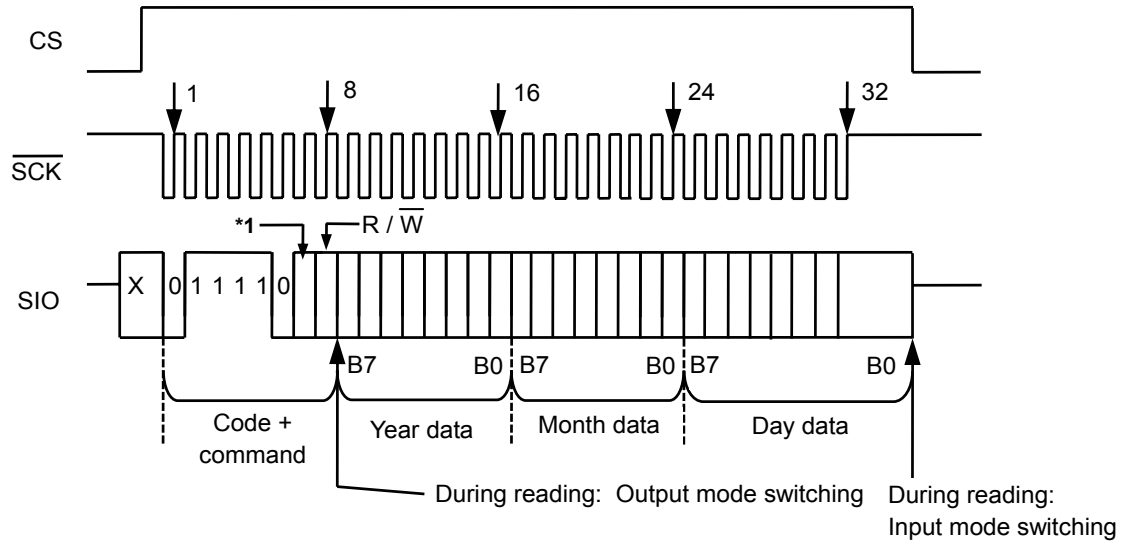 CS
1
8
16
24
32
SCK
*1
R / W
SIO
X
0 1 1 1 1 0
B7
B0
B7
B0
B7
B0
Code +
command
Year data
Month data
Day data
During reading: Output mode switching
During reading:
Input mode switching